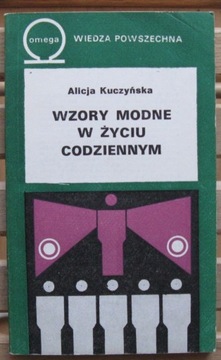 omega
WIEDZA POWSZECHNA
Alicja Kuczyńska
WZORY MODNE
W ŻYCIU
CODZIENNYM